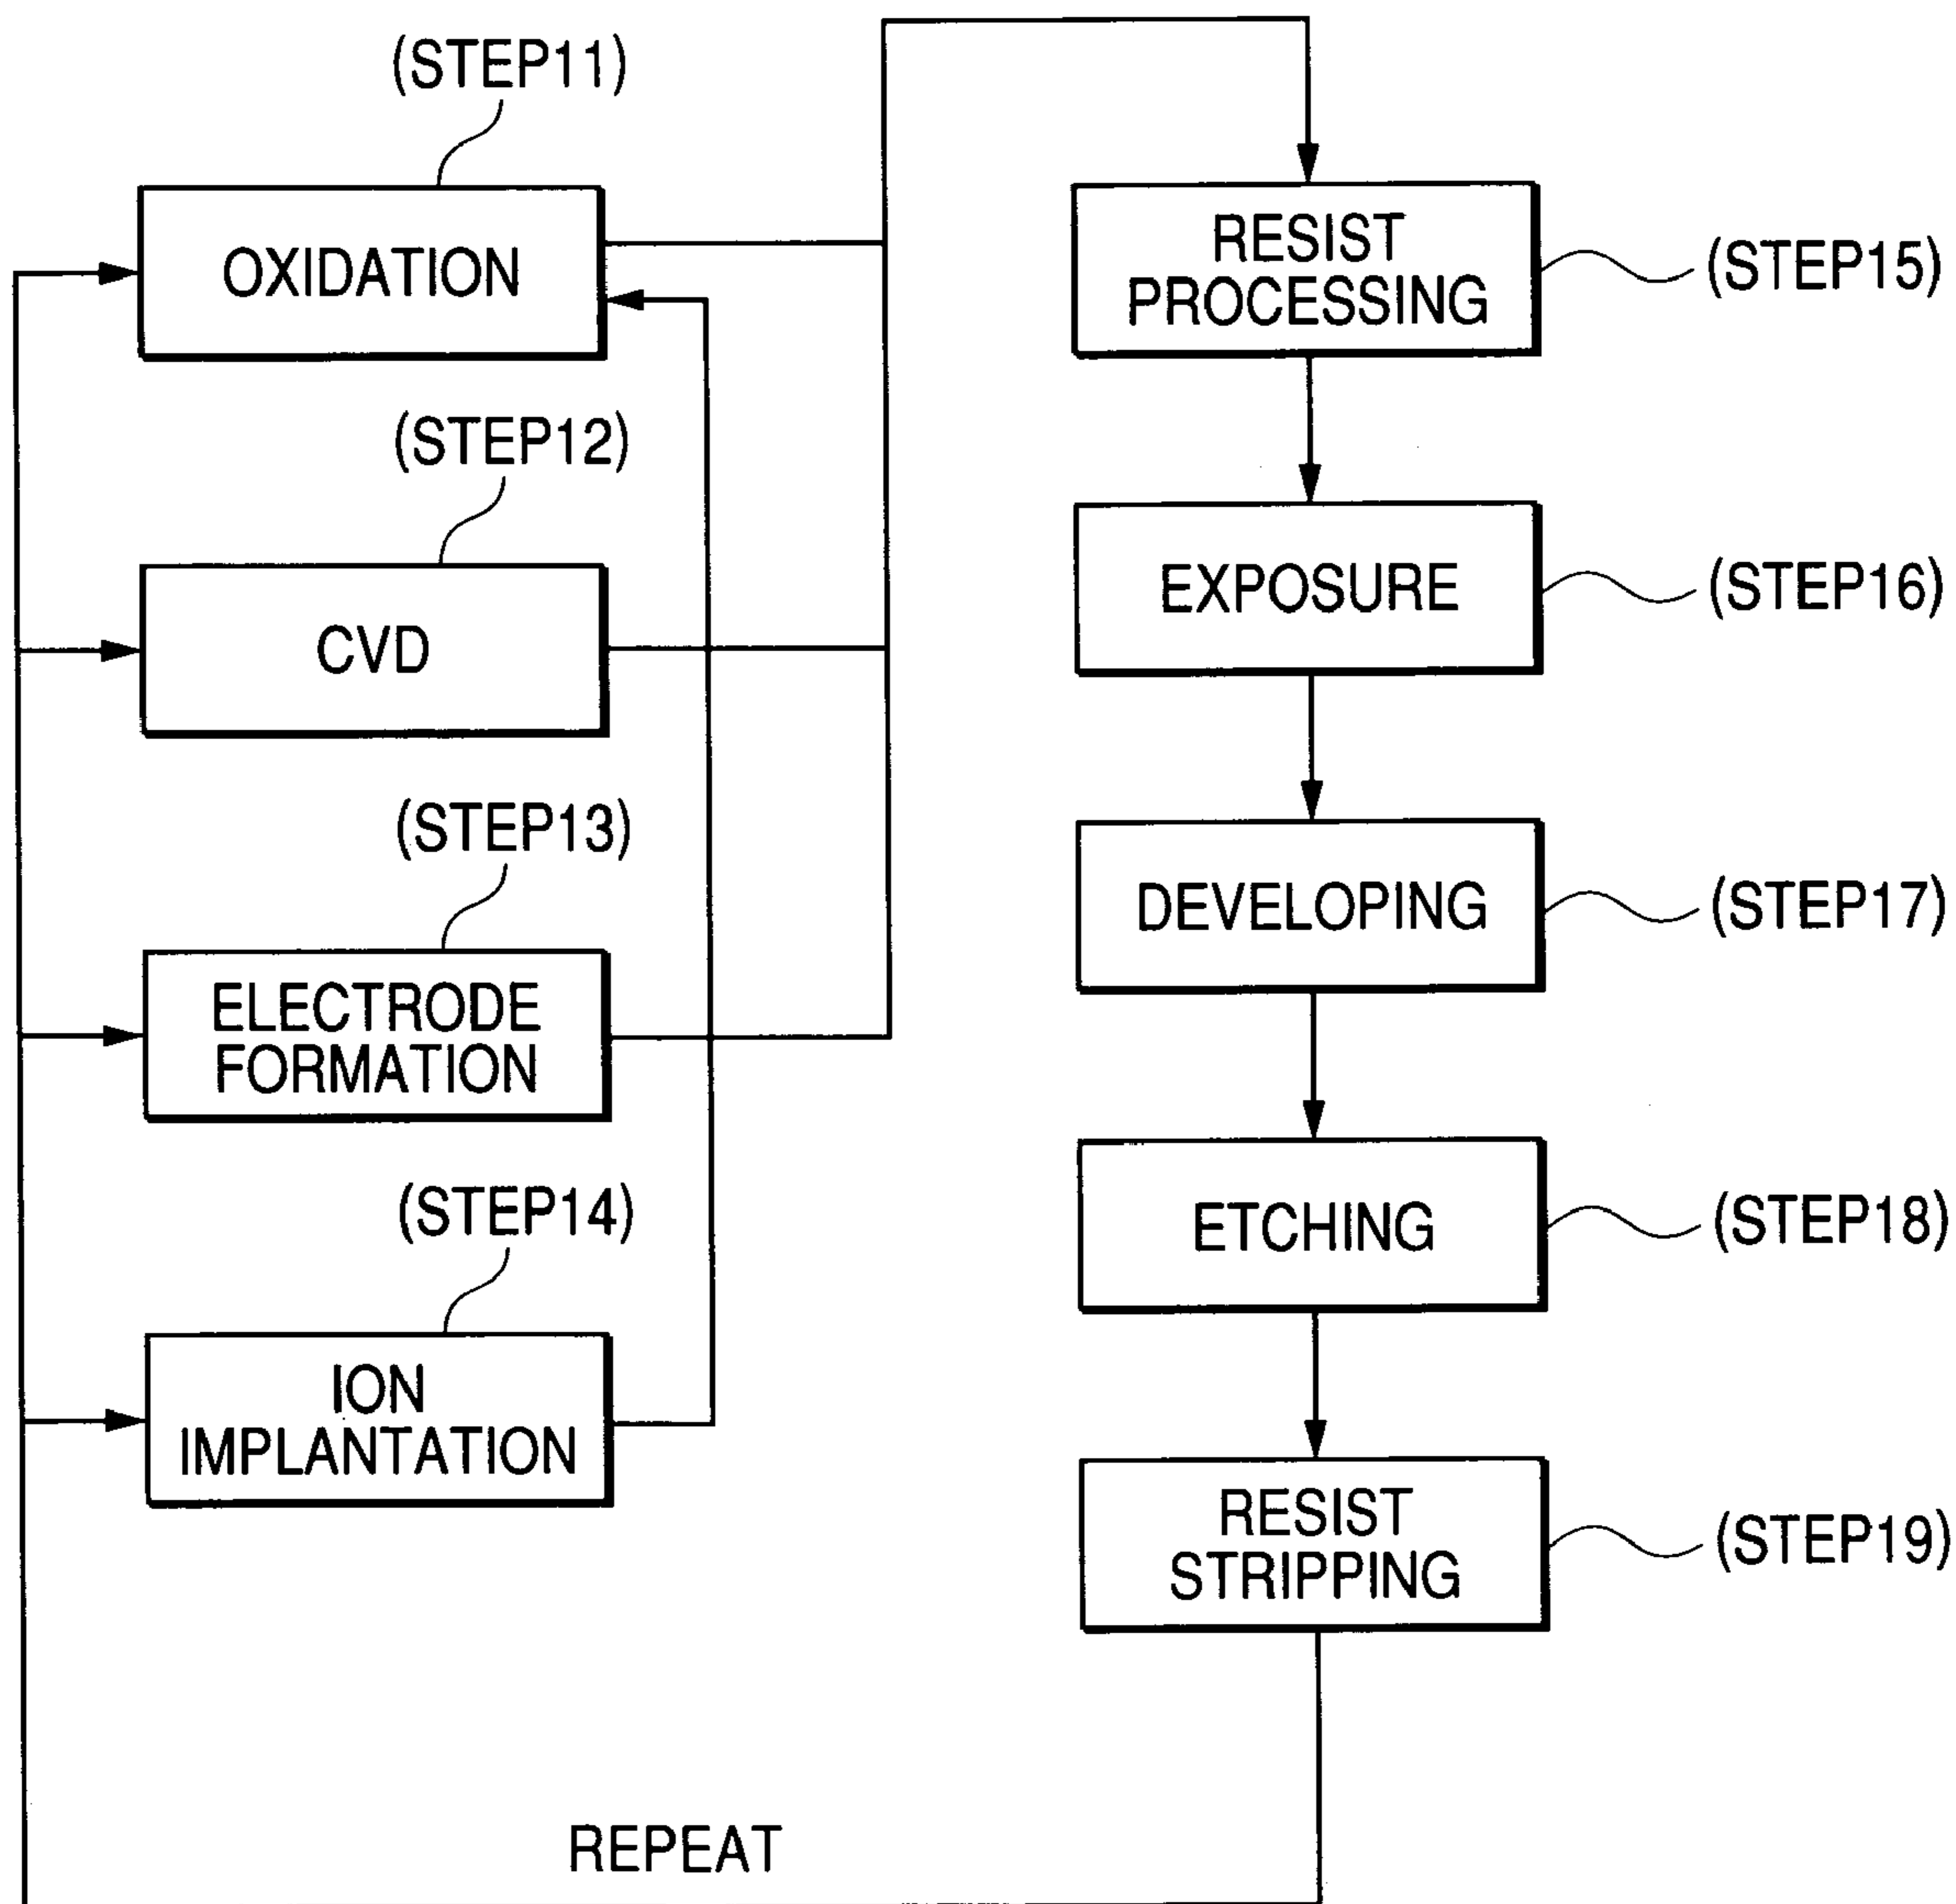 (STEP11)
OXIDATION
(STEP12)
CVD
(STEP13)
ELECTRODE
FORMATION
(STEP14)
ION
IMPLANTATION
RESIST
PROCESSING
(STEP15)
EXPOSURE
(STEP16)
DEVELOPING
(STEP17)
ETCHING
(STEP18)
RESIST
STRIPPING
(STEP19)
REPEAT